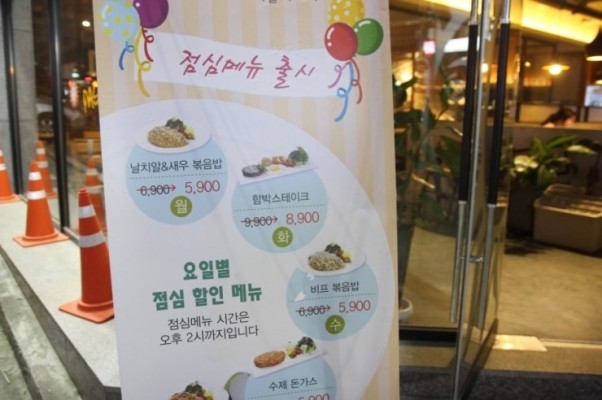 점심메뉴 출시
날치알&새우 볶음밥
6,900→ 5,900
월
함박스테이크
9,900→ 8,900
화
요일별
점심 할인 메뉴
점심메뉴 시간은
오후 2시까지입니다
비프 볶음밥
6,900→ 5,900
수
수제 돈가스
5,900